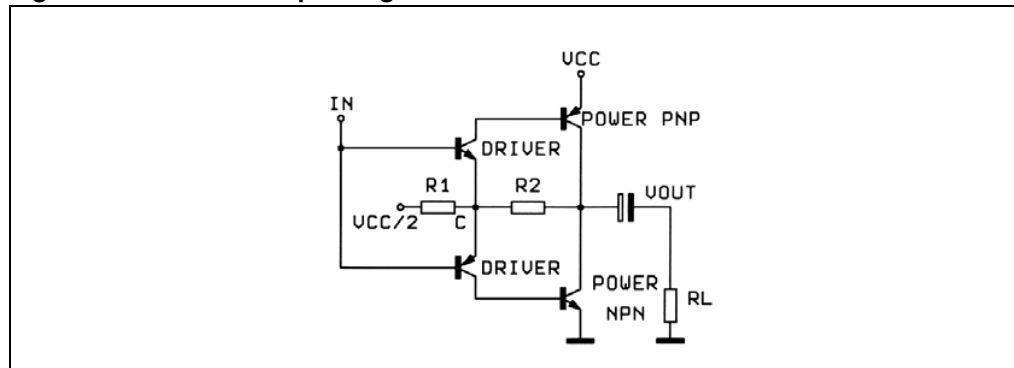 VCC
IN
POWER PNP
DRIVER
R1
R2
VOUT
VCC/2
C
DRIVER
POWER
NPN
RL